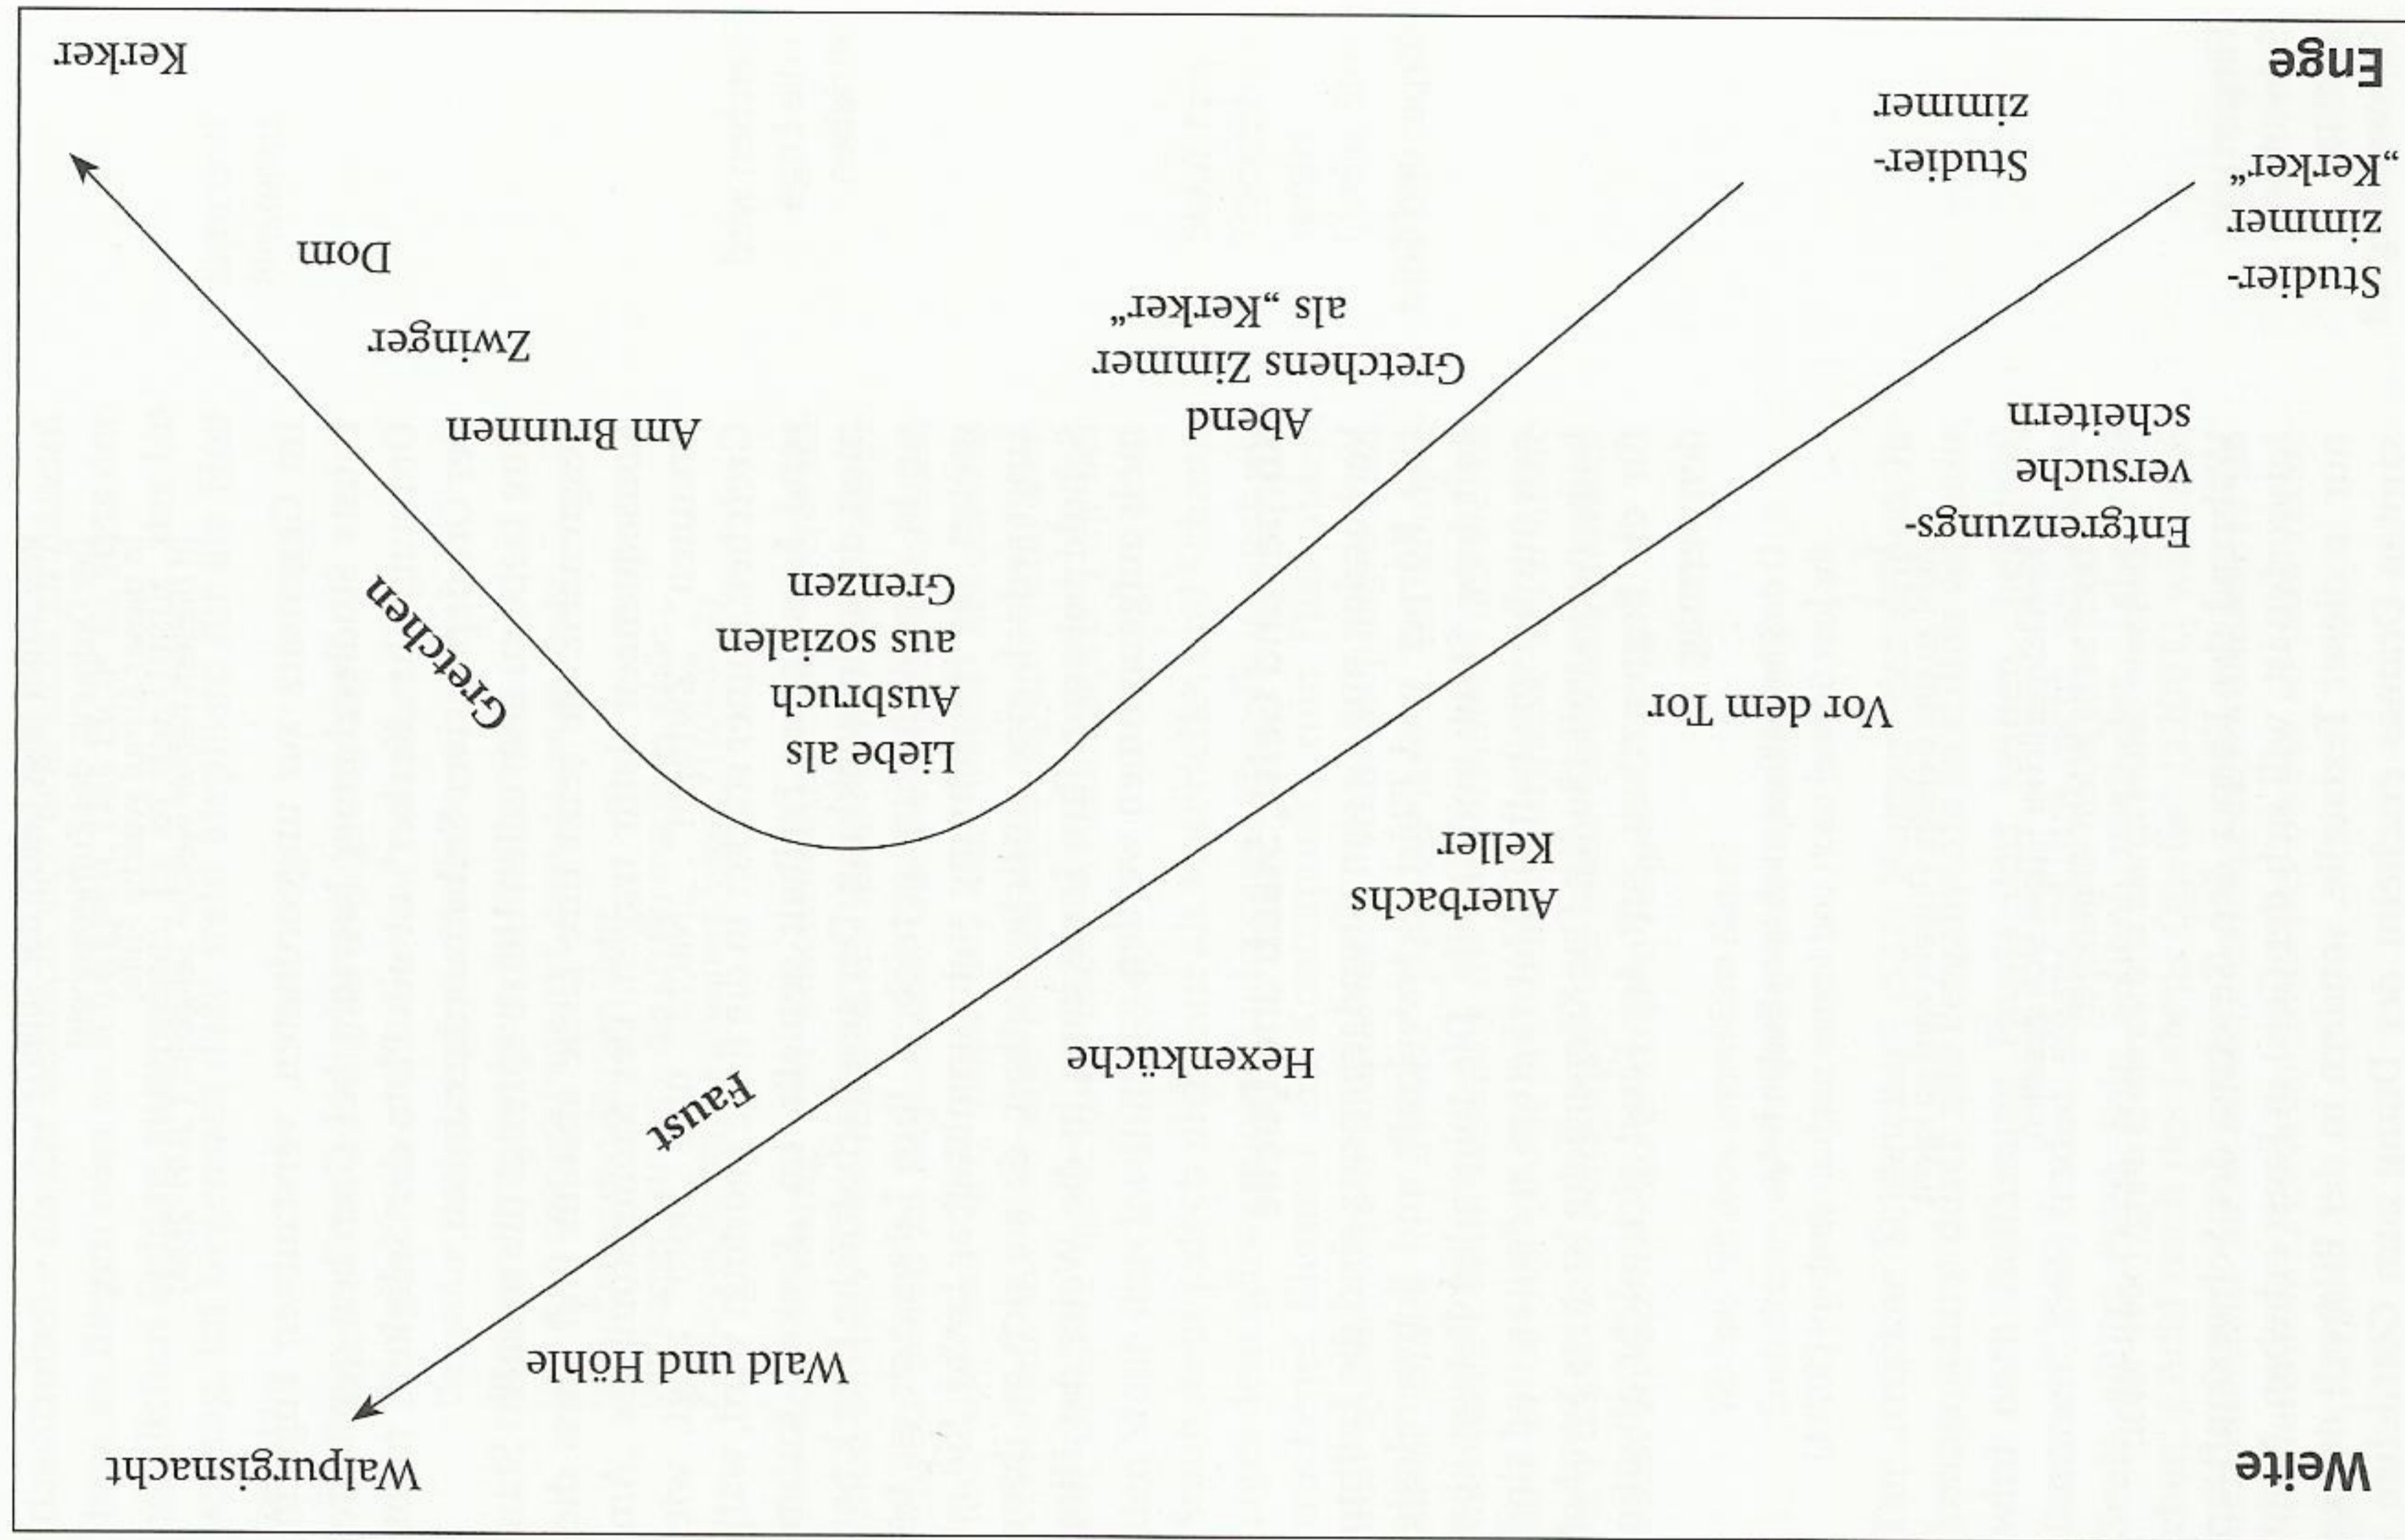 Weite
Walpurgisnacht
Wald und Höhle
Faust
Hexenküche
Auerbachs
Keller
Vor dem Tor
Entgrenzungs-
versuche
scheitern
Studier-
zimmer
„Kerker“
Enge
Studier-
zimmer
Liebe als
Ausbruch
aus sozialen
Grenzen
Gretchen
Abend
Gretchens Zimmer
als „Kerker“
Am Brunnen
Zwinger
Dom
Kerker